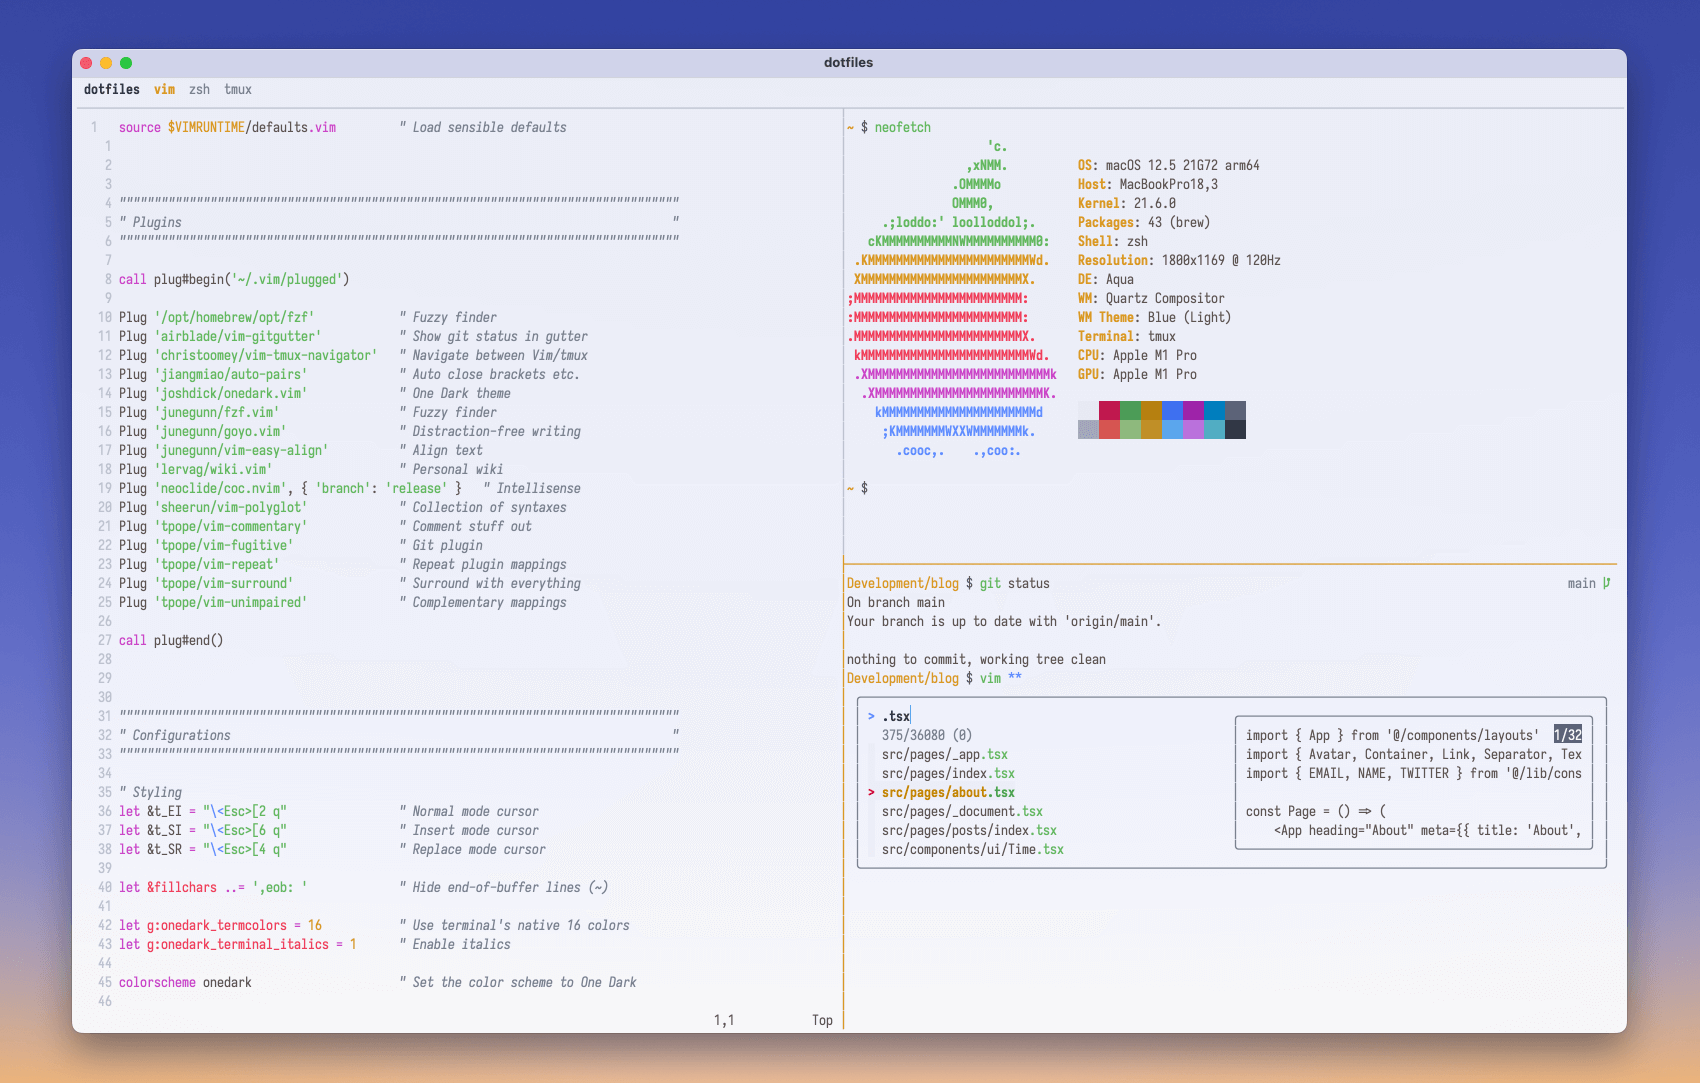 dotfiles
dotfiles vim zsh tmux
1 source $VIMRUNTIME/defaults.vim " Load sensible defaults
1
2
3
4 """"""""""""""""""""""""""""""""""""""""""""""""""""""""""""""""""""""""""""""""
5 " Plugins "
6 """"""""""""""""""""""""""""""""""""""""""""""""""""""""""""""""""""""""""""""""
7
8 call plug#begin('~/.vim/plugged')
9
10 Plug '/opt/homebrew/opt/fzf' " Fuzzy finder
11 Plug 'airblade/vim-gitgutter' " Show git status in gutter
12 Plug 'christoomey/vim-tmux-navigator' " Navigate between Vim/tmux
13 Plug 'jiangmiao/auto-pairs' " Auto close brackets etc.
14 Plug 'joshdick/onedark.vim' " One Dark theme
15 Plug 'junegunn/fzf.vim' " Fuzzy finder
16 Plug 'junegunn/goyo.vim' " Distraction-free writing
17 Plug 'junegunn/vim-easy-align' " Align text
18 Plug 'lervag/wiki.vim' " Personal wiki
19 Plug 'neoclide/coc.nvim', { 'branch': 'release' } " Intellisense
20 Plug 'sheerun/vim-polyglot' " Collection of syntaxes
21 Plug 'tpope/vim-commentary' " Comment stuff out
22 Plug 'tpope/vim-fugitive' " Git plugin
23 Plug 'tpope/vim-repeat' " Repeat plugin mappings
24 Plug 'tpope/vim-surround' " Surround with everything
25 Plug 'tpope/vim-unimpaired' " Complementary mappings
26
27 call plug#end()
28
29
30
31 """"""""""""""""""""""""""""""""""""""""""""""""""""""""""""""""""""""""""""""""
32 " Configurations "
33 """"""""""""""""""""""""""""""""""""""""""""""""""""""""""""""""""""""""""""""""
34
35 " Styling
36 let &t_EI = "\<Esc>[2 q" " Normal mode cursor
37 let &t_SI = "\<Esc>[6 q" " Insert mode cursor
38 let &t_SR = "\<Esc>[4 q" " Replace mode cursor
39
40 let &fillchars ..= ',eob: ' " Hide end-of-buffer lines (~)
41
42 let g:onedark_termcolors = 16 " Use terminal's native 16 colors
43 let g:onedark_terminal_italics = 1 " Enable italics
44
45 colorscheme onedark " Set the color scheme to One Dark
46
1,1 Top
~ $ neofetch
'c.
,xNMM.
.OMMMMo
OMMM0,
.;loddo:' loolloddol;.
cKMMMMMMMMMMNWMMMMMMMMMM0:
.KMMMMMMMMMMMMMMMMMMMMMMMWd.
XMMMMMMMMMMMMMMMMMMMMMMMX.
;MMMMMMMMMMMMMMMMMMMMMMMM:
:MMMMMMMMMMMMMMMMMMMMMMMM:
.MMMMMMMMMMMMMMMMMMMMMMMMX.
kMMMMMMMMMMMMMMMMMMMMMMMMWd.
.XMMMMMMMMMMMMMMMMMMMMMMMMMMk
.XMMMMMMMMMMMMMMMMMMMMMMMMK.
kMMMMMMMMMMMMMMMMMMMMMMd
;KMMMMMMMWXXWMMMMMMMk.
.cooc,. .,coo:.
OS: macOS 12.5 21G72 arm64
Host: MacBookPro18,3
Kernel: 21.6.0
Packages: 43 (brew)
Shell: zsh
Resolution: 1800x1169 @ 120Hz
DE: Aqua
WM: Quartz Compositor
WM Theme: Blue (Light)
Terminal: tmux
CPU: Apple M1 Pro
GPU: Apple M1 Pro
~ $
Development/blog $ git status main
On branch main
Your branch is up to date with 'origin/main'.
nothing to commit, working tree clean
Development/blog $ vim **
> .tsx
375/36080 (0)
src/pages/_app.tsx
src/pages/index.tsx
> src/pages/about.tsx
src/pages/_document.tsx
src/pages/posts/index.tsx
src/components/ui/Time.tsx
import { App } from '@/components/layouts' 1/32
import { Avatar, Container, Link, Separator, Tex
import { EMAIL, NAME, TWITTER } from '@/lib/cons
const Page = () => (
<App heading="About" meta={{ title: 'About',